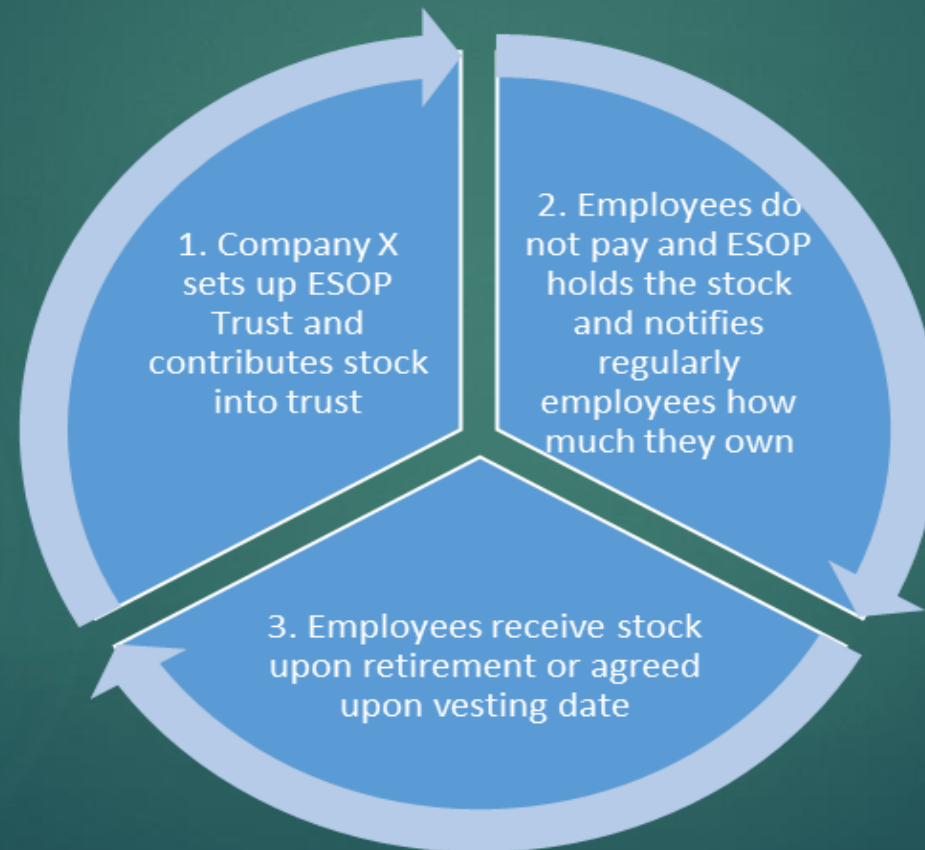 1. Company X
sets up ESOP
Trust and
contributes stock
into trust
2. Employees do
not pay and ESOP
holds the stock
and notifies
regularly
employees how
much they own
3. Employees receive stock
upon retirement or agreed
upon vesting date